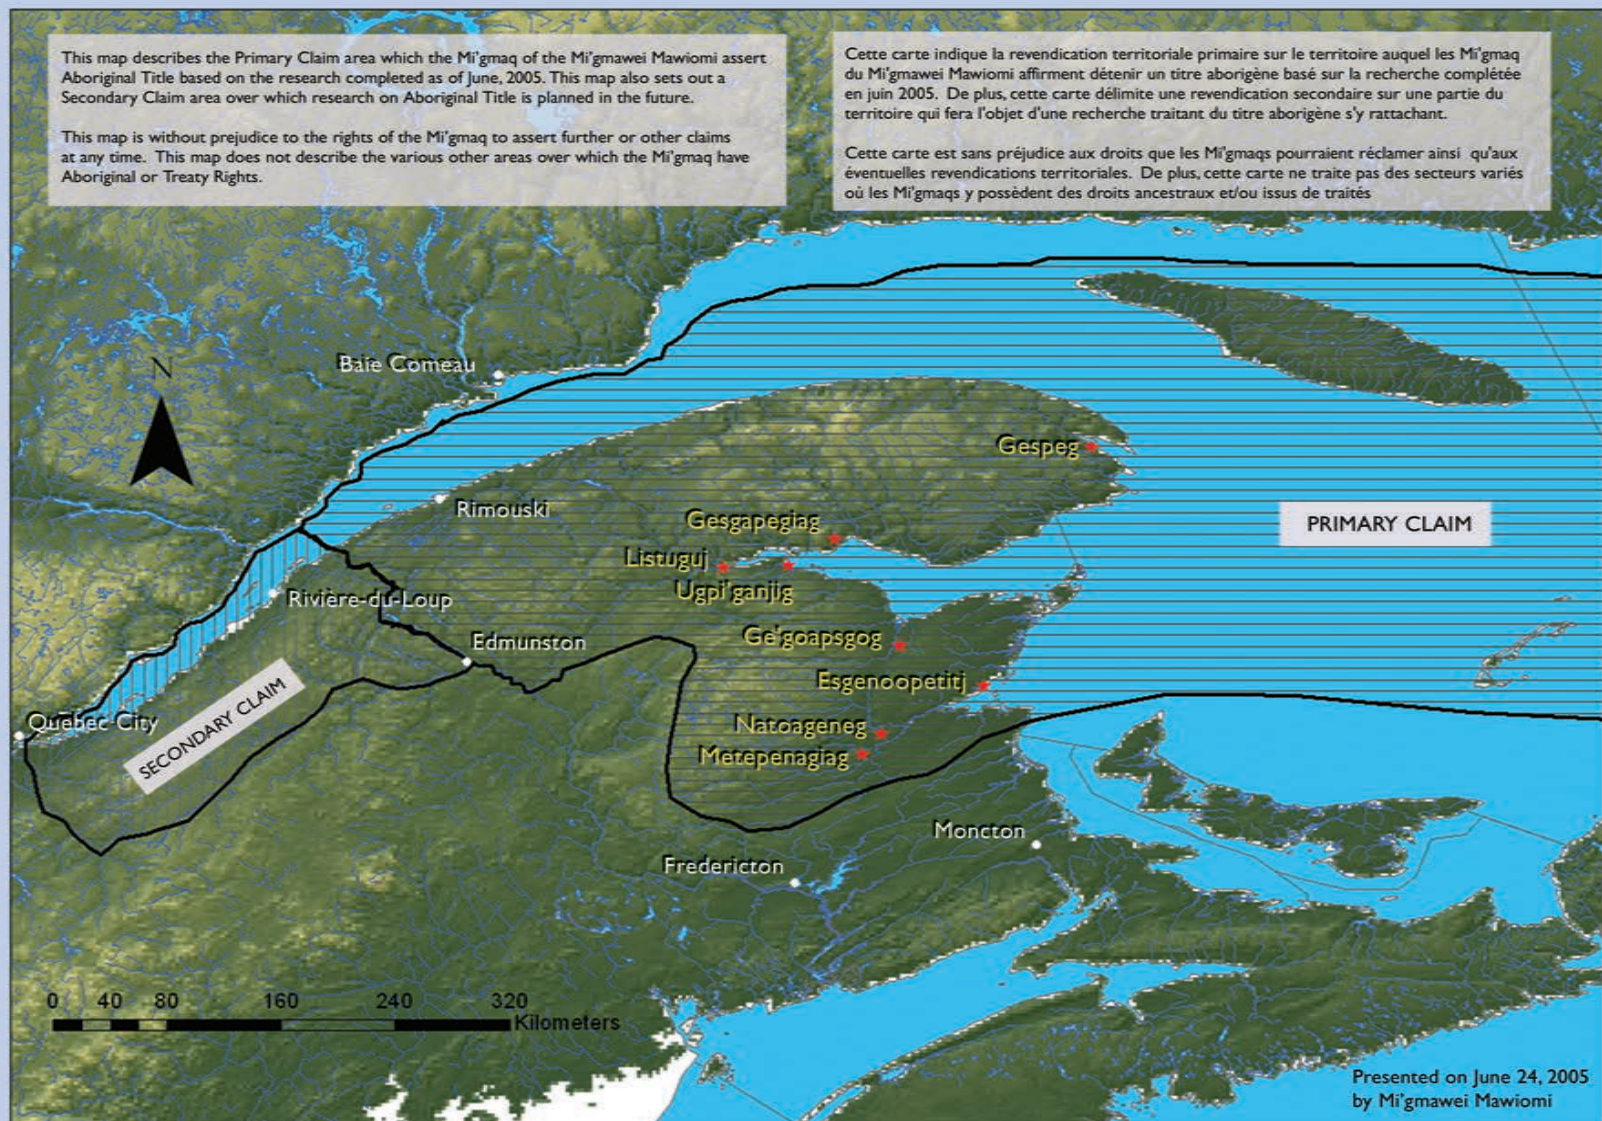 This map describes the Primary Claim area which the Mi'gmaq of the Mi'gmawei Mawiomi assert
Aboriginal Title based on the research completed as of June, 2005. This map also sets out a
Secondary Claim area over which research on Aboriginal Title is planned in the future.
This map is without prejudice to the rights of the Mi'gmaq to assert further or other claims
at any time. This map does not describe the various other areas over which the Mi'gmaq have
Aboriginal or Treaty Rights.
Cette carte indique la revendication territoriale primaire sur le territoire auquel les Mi'gmaq
du Mi'gmawei Mawiomi affirment détenir un titre aborigène basé sur la recherche complétée
en juin 2005. De plus, cette carte délimite une revendication secondaire sur une partie du
territoire qui fera l'objet d'une recherche traitant du titre aborigène s'y rattachant.
Cette carte est sans préjudice aux droits que les Mi'gmaqs pourraient réclamer ainsi qu'aux
éventuelles revendications territoriales. De plus, cette carte ne traite pas des secteurs variés
où les Mi'gmaqs y possèdent des droits ancestraux et/ou issus de traités
N
Baie Comeau
Gespeg
Rimouski
Gesgapegiag
PRIMARY CLAIM
Listuguj
Ugpi'ganjig
Rivière-du-Loup
Edmunston
Ge'goapsgog
Esgenoopetitj
SECONDARY CLAIM
Québec-City
Natoageneg
Metepenagiag
Moncton
Fredericton
0 40 80 160 240 320
Kilometers
Presented on June 24, 2005
by Mi'gmawei Mawiomi